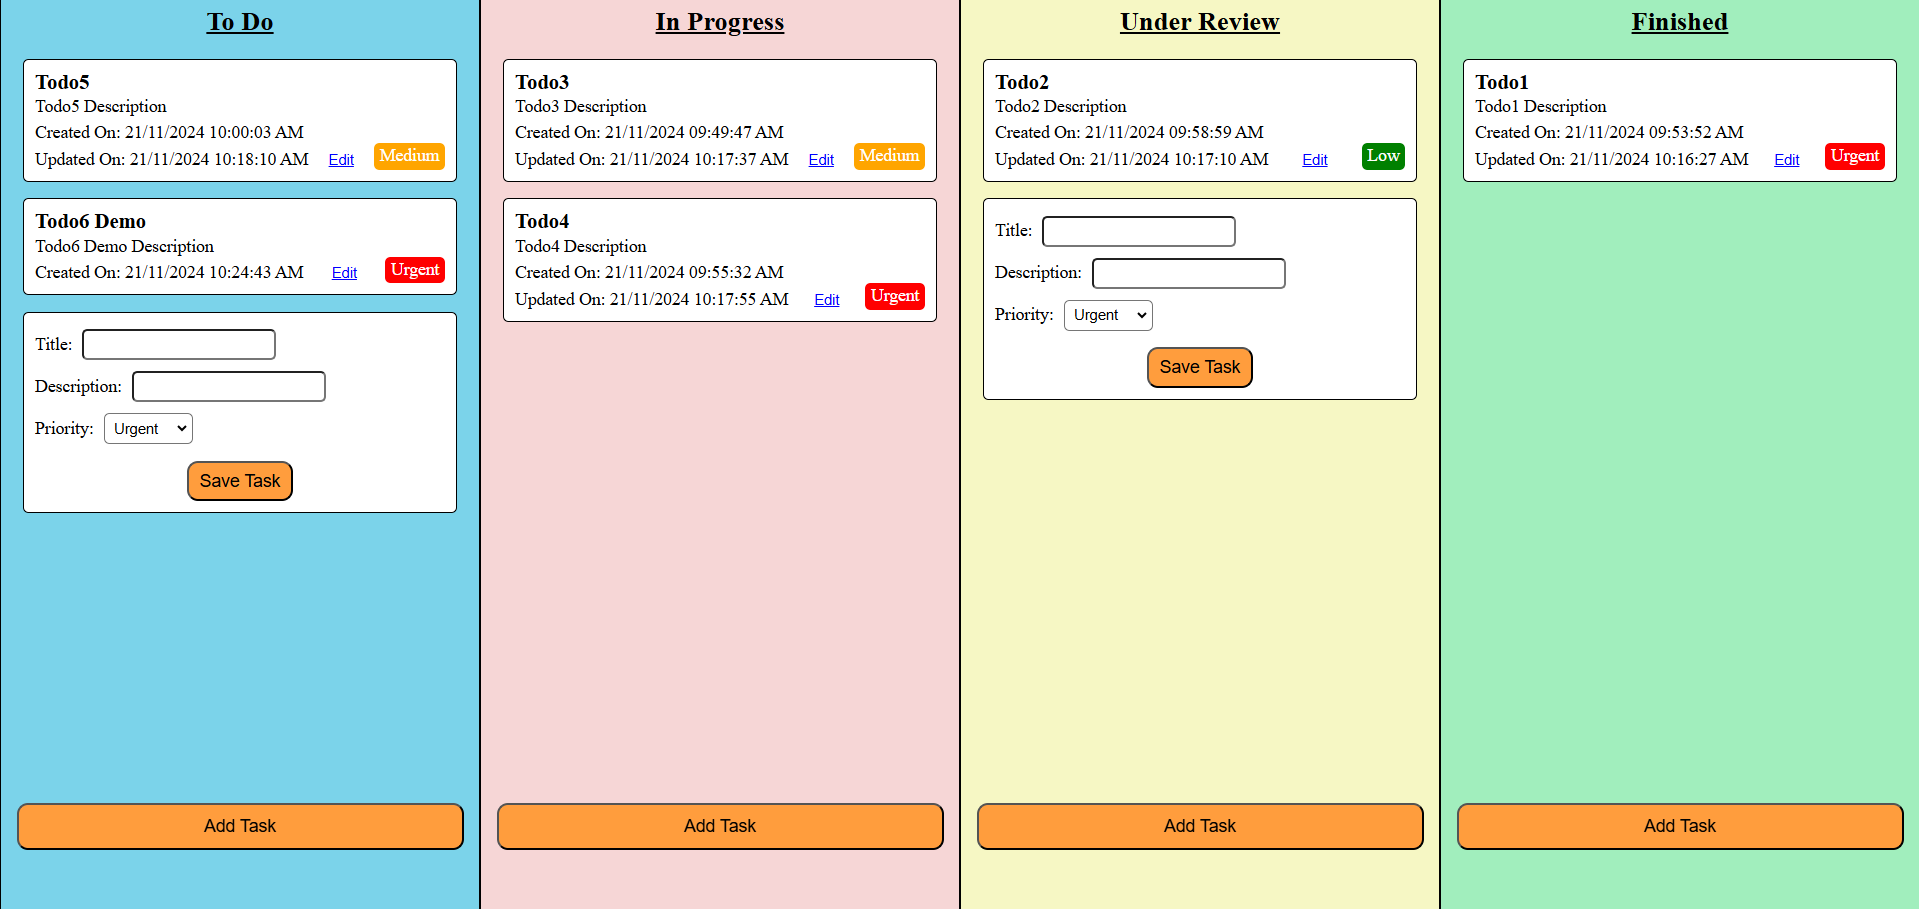 To Do
Todo5
Todo5 Description
Created On: 21/11/2024 10:00:03 AM
Updated On: 21/11/2024 10:18:10 AM Edit Medium
Todo6 Demo
Todo6 Demo Description
Created On: 21/11/2024 10:24:43 AM Edit Urgent
Title:
Description:
Priority: Urgent
Save Task
Add Task
In Progress
Todo3
Todo3 Description
Created On: 21/11/2024 09:49:47 AM
Updated On: 21/11/2024 10:17:37 AM Edit Medium
Todo4
Todo4 Description
Created On: 21/11/2024 09:55:32 AM
Updated On: 21/11/2024 10:17:55 AM Edit Urgent
Add Task
Under Review
Todo2
Todo2 Description
Created On: 21/11/2024 09:58:59 AM
Updated On: 21/11/2024 10:17:10 AM Edit Low
Title:
Description:
Priority: Urgent
Save Task
Add Task
Finished
Todo1
Todo1 Description
Created On: 21/11/2024 09:53:52 AM
Updated On: 21/11/2024 10:16:27 AM Edit Urgent
Add Task